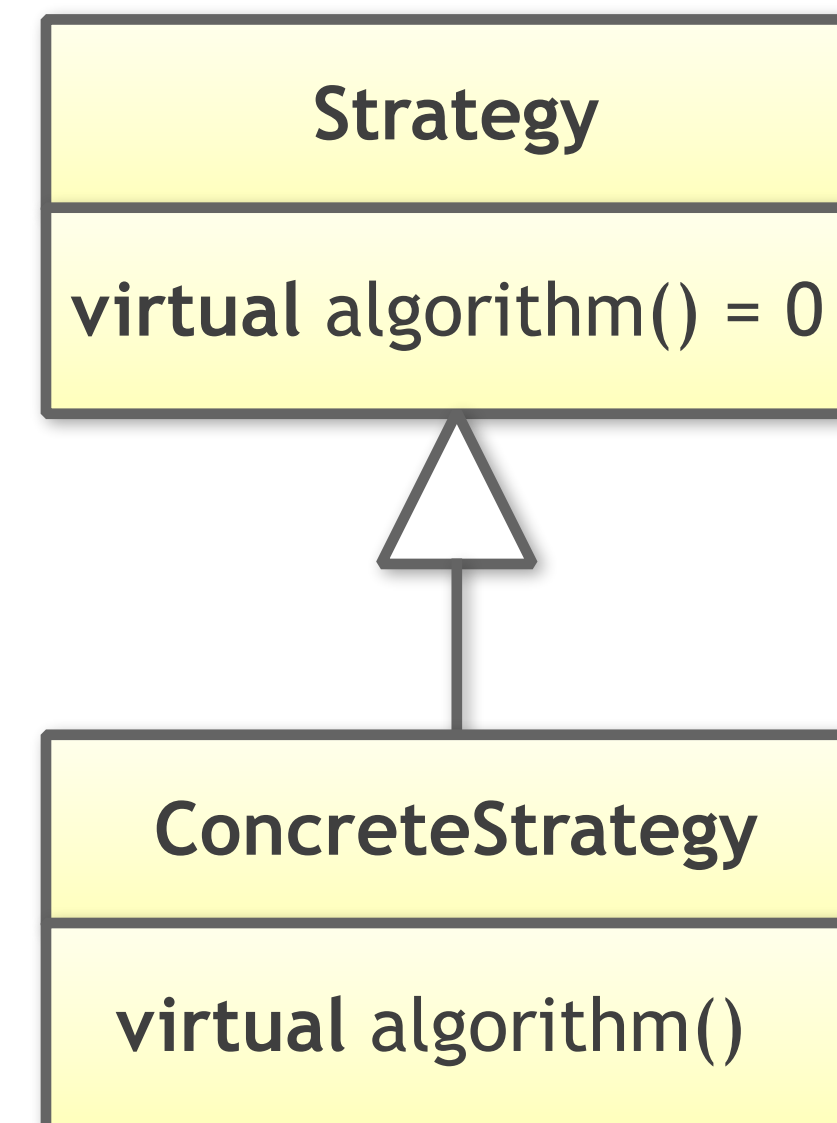 Strategy
virtual algorithm() = 0
ConcreteStrategy
virtual algorithm()